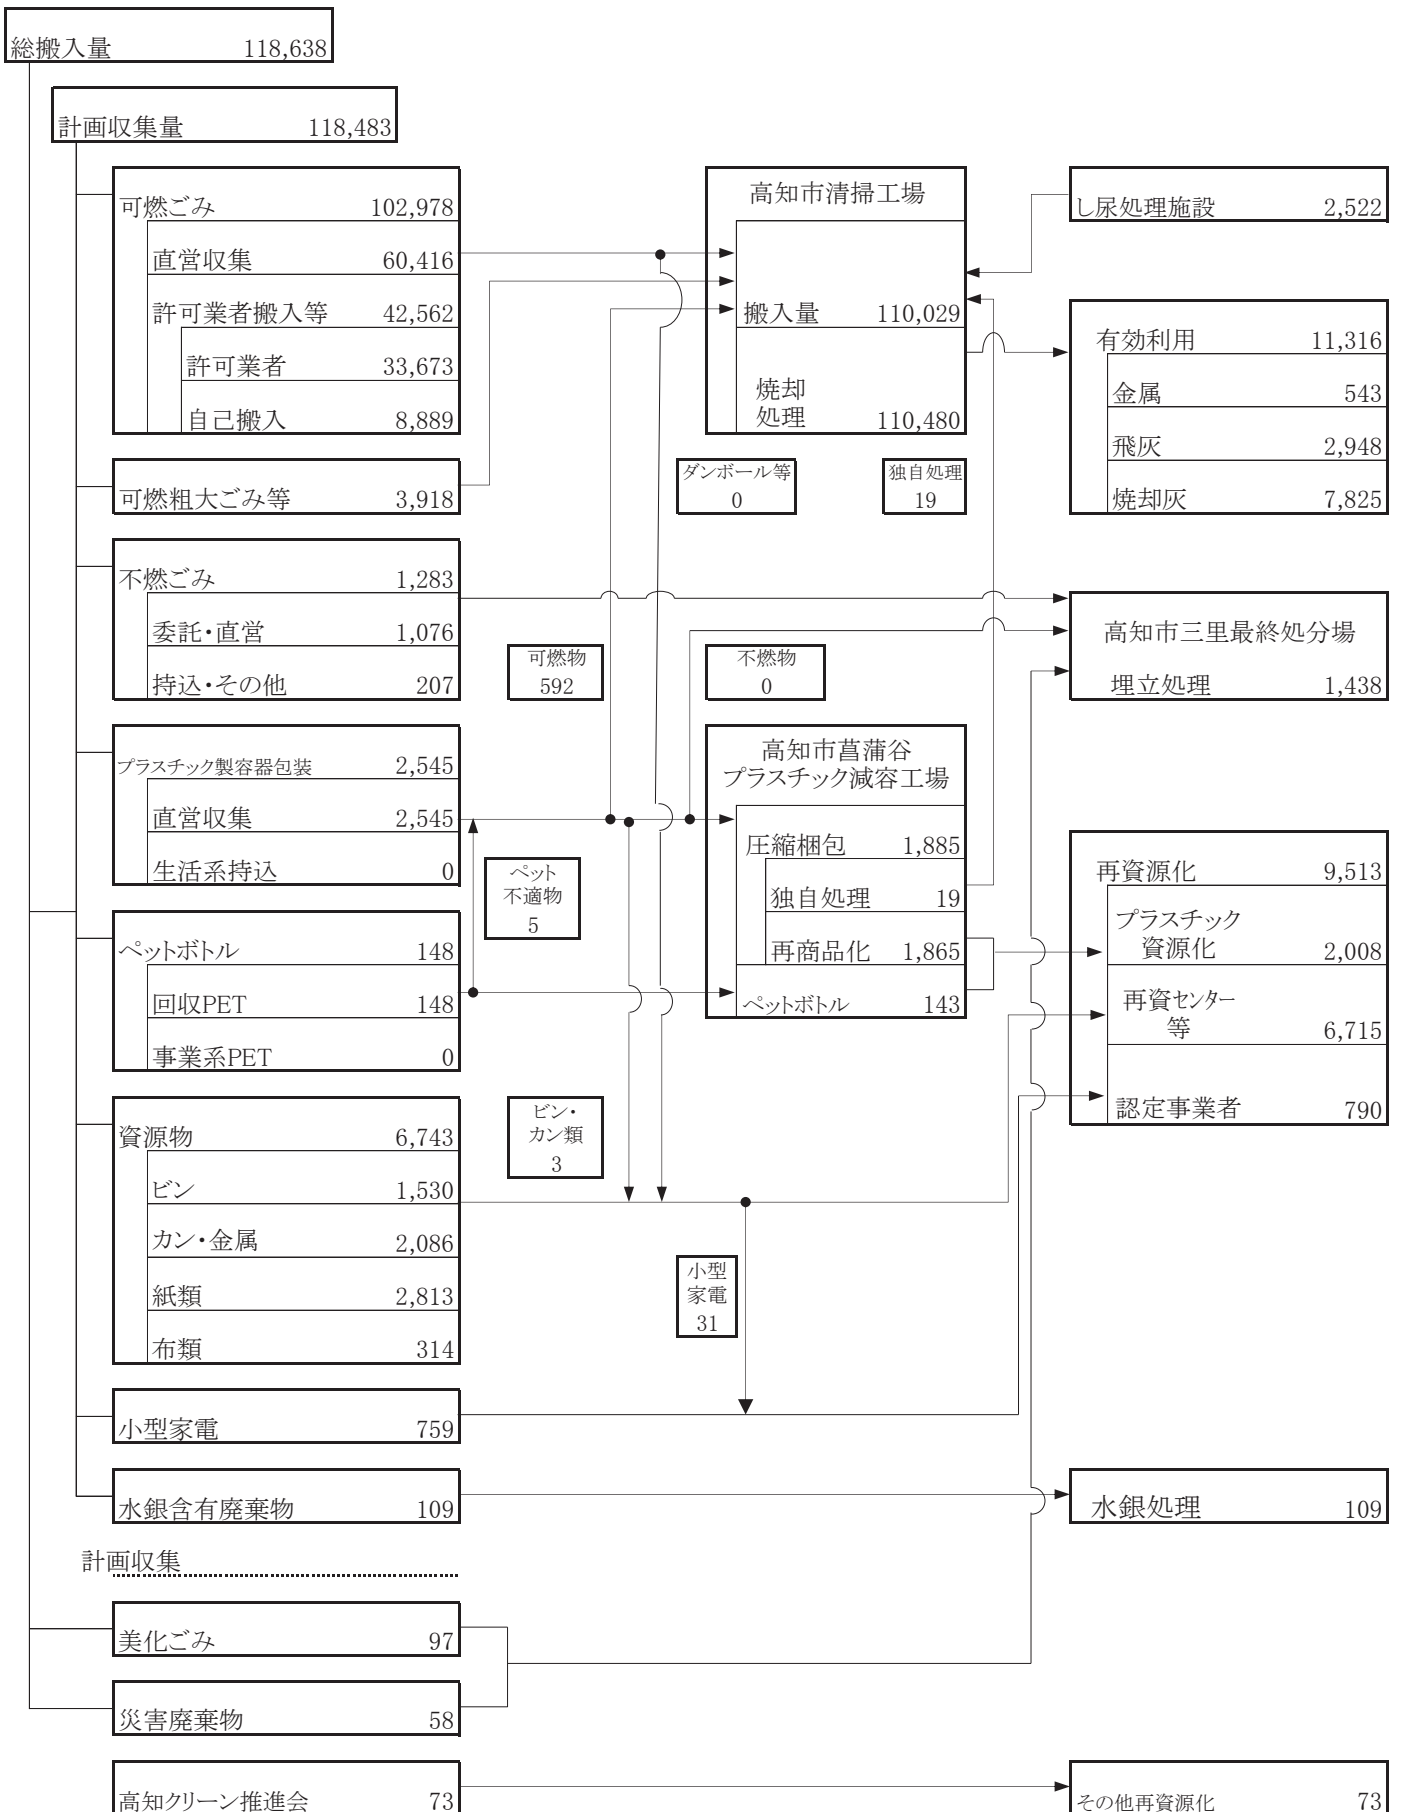 総搬入量 118,638
計画収集量 118,483
可燃ごみ 102,978
直営収集 60,416
許可業者搬入等 42,562
許可業者 33,673
自己搬入 8,889
可燃粗大ごみ等 3,918
不燃ごみ 1,283
委託・直営 1,076
持込・その他 207
プラスチック製容器包装 2,545
直営収集 2,545
生活系持込 0
ペットボトル 148
回収PET 148
事業系PET 0
資源物 6,743
ビン 1,530
カン・金属 2,086
紙類 2,813
布類 314
小型家電 759
水銀含有廃棄物 109
計画収集
美化ごみ 97
災害廃棄物 58
高知クリーン推進会 73
可燃物
592
ペット
不適物
5
ビン・
カン類
3
高知市清掃工場
搬入量 110,029
焼却
処理 110,480
ダンボール等
0
独自処理
19
不燃物
0
高知市菖蒲谷
プラスチック減容工場
圧縮梱包 1,885
独自処理 19
再商品化 1,865
ペットボトル 143
小型
家電
31
し尿処理施設 2,522
有効利用 11,316
金属 543
飛灰 2,948
焼却灰 7,825
高知市三里最終処分場
埋立処理 1,438
再資源化 9,513
プラスチック
資源化 2,008
再資センター
等 6,715
認定事業者 790
水銀処理 109
その他再資源化 73